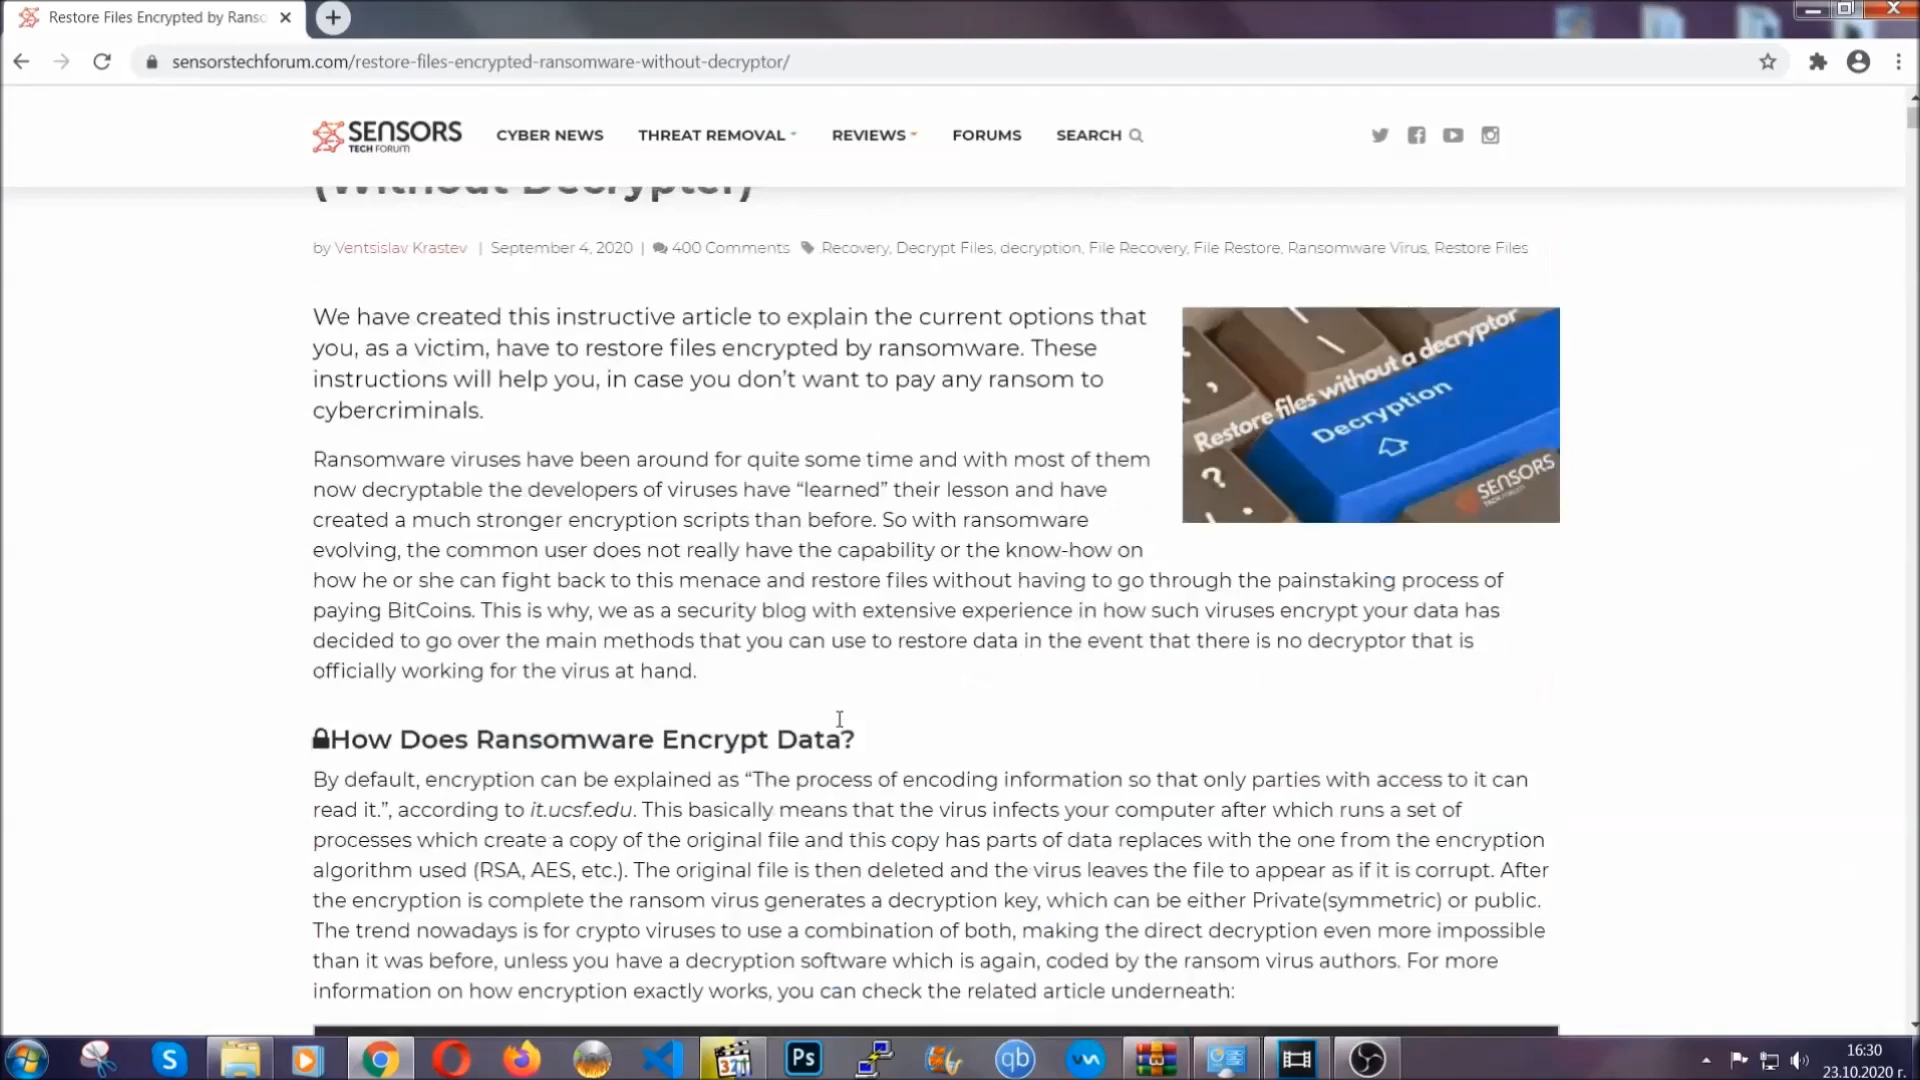 Restore Files Encrypted by Ranso
sensorstechforum.com/restore-files-encrypted-ransomware-without-decryptor/
SENSORS
TECH FORUM
CYBER NEWS
THREAT REMOVAL
REVIEWS
FORUMS
SEARCH
(Without Decrypter)
by Ventsislav Krastev | September 4, 2020 | 400 Comments Recovery, Decrypt Files, decryption, File Recovery, File Restore, Ransomware Virus, Restore Files
We have created this instructive article to explain the current options that
you, as a victim, have to restore files encrypted by ransomware. These
instructions will help you, in case you don't want to pay any ransom to
cybercriminals.
Restore files without a decryptor
Decryption
SENSORS
Ransomware viruses have been around for quite some time and with most of them
now decryptable the developers of viruses have “learned” their lesson and have
created a much stronger encryption scripts than before. So with ransomware
evolving, the common user does not really have the capability or the know-how on
how he or she can fight back to this menace and restore files without having to go through the painstaking process of
paying BitCoins. This is why, we as a security blog with extensive experience in how such viruses encrypt your data has
decided to go over the main methods that you can use to restore data in the event that there is no decryptor that is
officially working for the virus at hand.
How Does Ransomware Encrypt Data?
By default, encryption can be explained as “The process of encoding information so that only parties with access to it can
read it.”, according to it.ucsf.edu. This basically means that the virus infects your computer after which runs a set of
processes which create a copy of the original file and this copy has parts of data replaces with the one from the encryption
algorithm used (RSA, AES, etc.). The original file is then deleted and the virus leaves the file to appear as if it is corrupt. After
the encryption is complete the ransom virus generates a decryption key, which can be either Private(symmetric) or public.
The trend nowadays is for crypto viruses to use a combination of both, making the direct decryption even more impossible
than it was before, unless you have a decryption software which is again, coded by the ransom virus authors. For more
information on how encryption exactly works, you can check the related article underneath:
321
Ps
qb
16:30
23.10.2020 г.